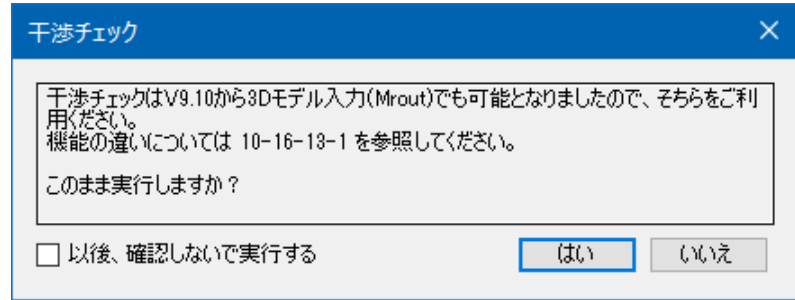 干渉チェック
干渉チェックはV9.10から3Dモデル入力(Mrout)でも可能となりましたので、そちらをご利
用ください。
機能の違いについては 10-16-13-1 を参照してください。
このまま実行しますか？
以後、確認しないで実行する
はい
いいえ